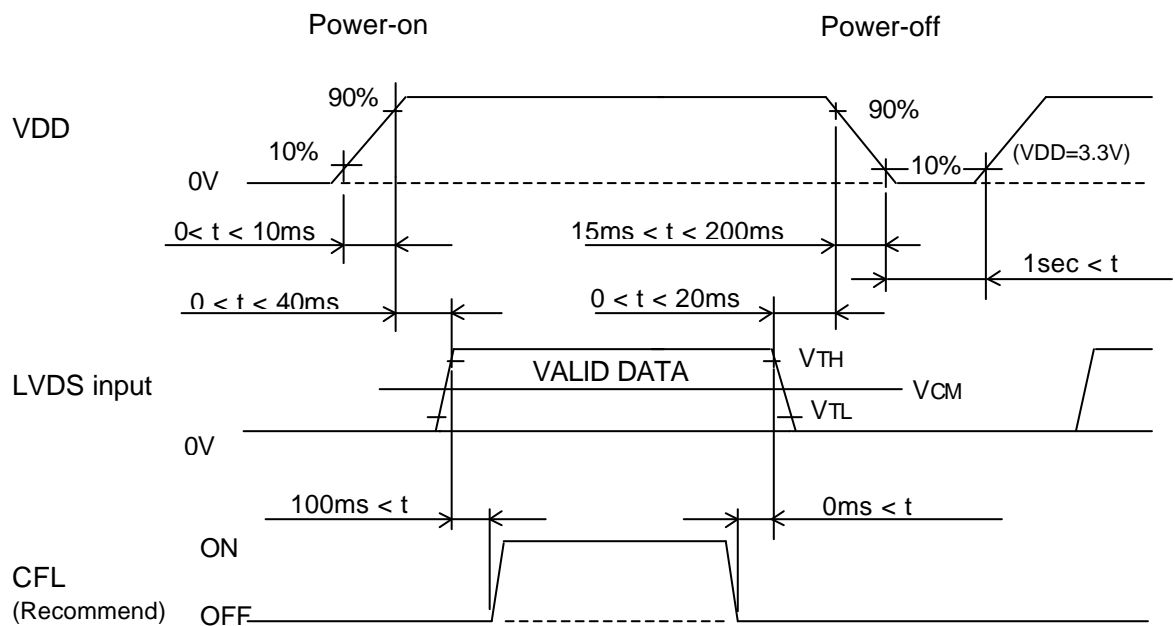 Power-on
Power-off
90%
90%
VDD
10%
10%
(VDD=3.3V)
0V
0< t < 10ms
15ms < t < 200ms
1sec < t
0 < t < 40ms
0 < t < 20ms
VALID DATA
VTH
LVDS input
VCM
VTL
0V
100ms < t
0ms < t
ON
CFL
(Recommend)
OFF